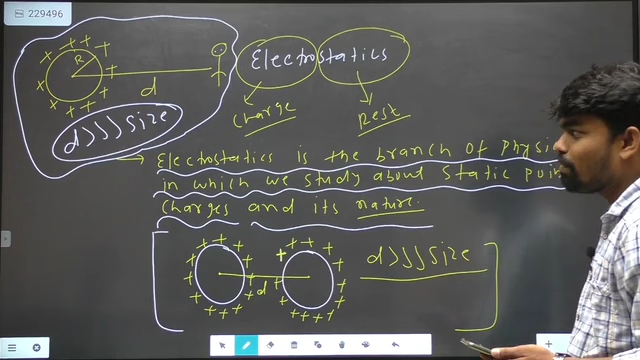 229496
R
d
d>>>size
Electrostatics
Charge
Rest
→ Electrostatics is the branch of Physi
in which we study about static poin
charges and its nature.
d
d>>>size